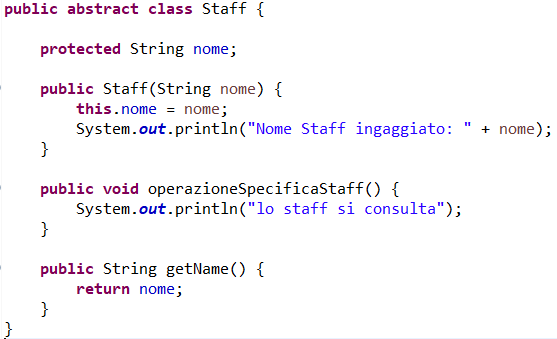 public abstract class Staff {
protected String nome;
public Staff(String nome) {
this.nome = nome;
System.out.println("Nome Staff ingaggiato: " + nome);
}
public void operazioneSpecificaStaff() {
System.out.println("lo staff si consulta");
}
public String getName() {
return nome;
}
}